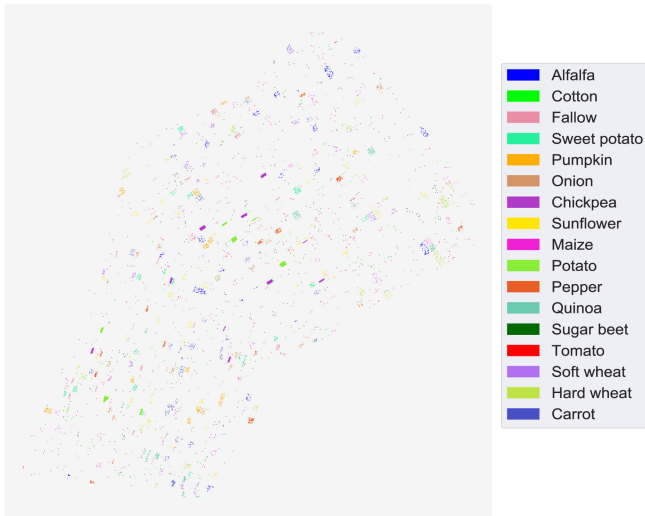 Alfalfa
Cotton
Fallow
Sweet potato
Pumpkin
Onion
Chickpea
Sunflower
Maize
Potato
Pepper
Quinoa
Sugar beet
Tomato
Soft wheat
Hard wheat
Carrot